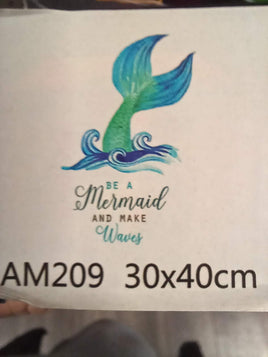 BE A
Mermaid
AND MAKE
Waves
AM209 30x40cm